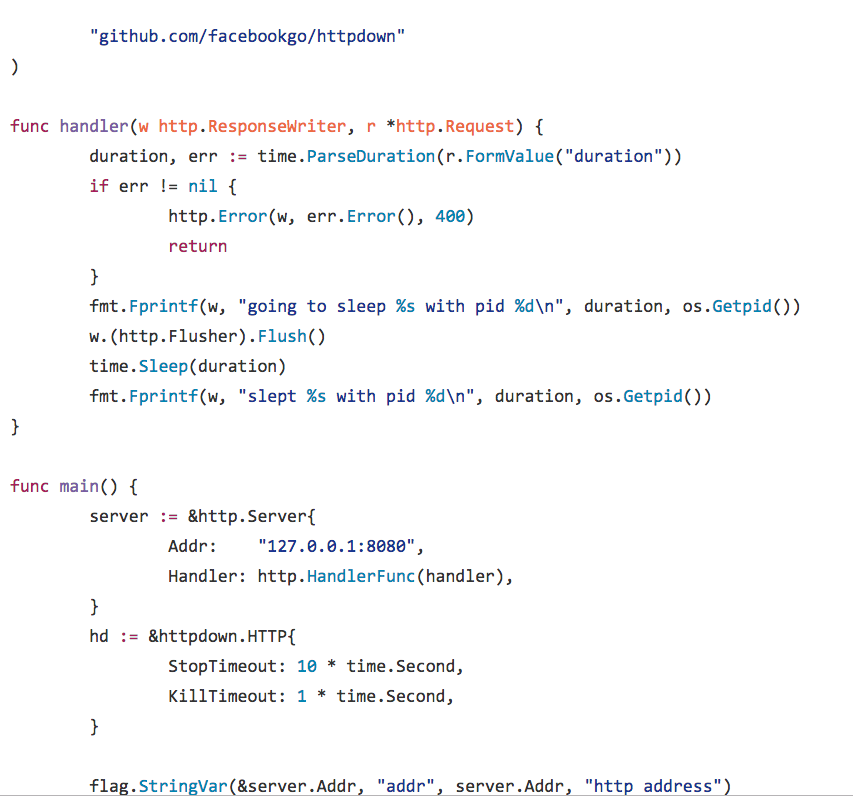 "github.com/facebookgo/httpdown"
)
func handler(w http.ResponseWriter, r *http.Request) {
duration, err := time.ParseDuration(r.FormValue("duration"))
if err != nil {
http.Error(w, err.Error(), 400)
return
}
fmt.Fprintf(w, "going to sleep %s with pid %d\n", duration, os.Getpid())
w.(http.Flusher).Flush()
time.Sleep(duration)
fmt.Fprintf(w, "slept %s with pid %d\n", duration, os.Getpid())
}
func main() {
server := &http.Server{
Addr:    "127.0.0.1:8080",
Handler: http.HandlerFunc(handler),
}
hd := &httpdown.HTTP{
StopTimeout: 10 * time.Second,
KillTimeout: 1 * time.Second,
}
flag.StringVar(&server.Addr, "addr", server.Addr, "http address")